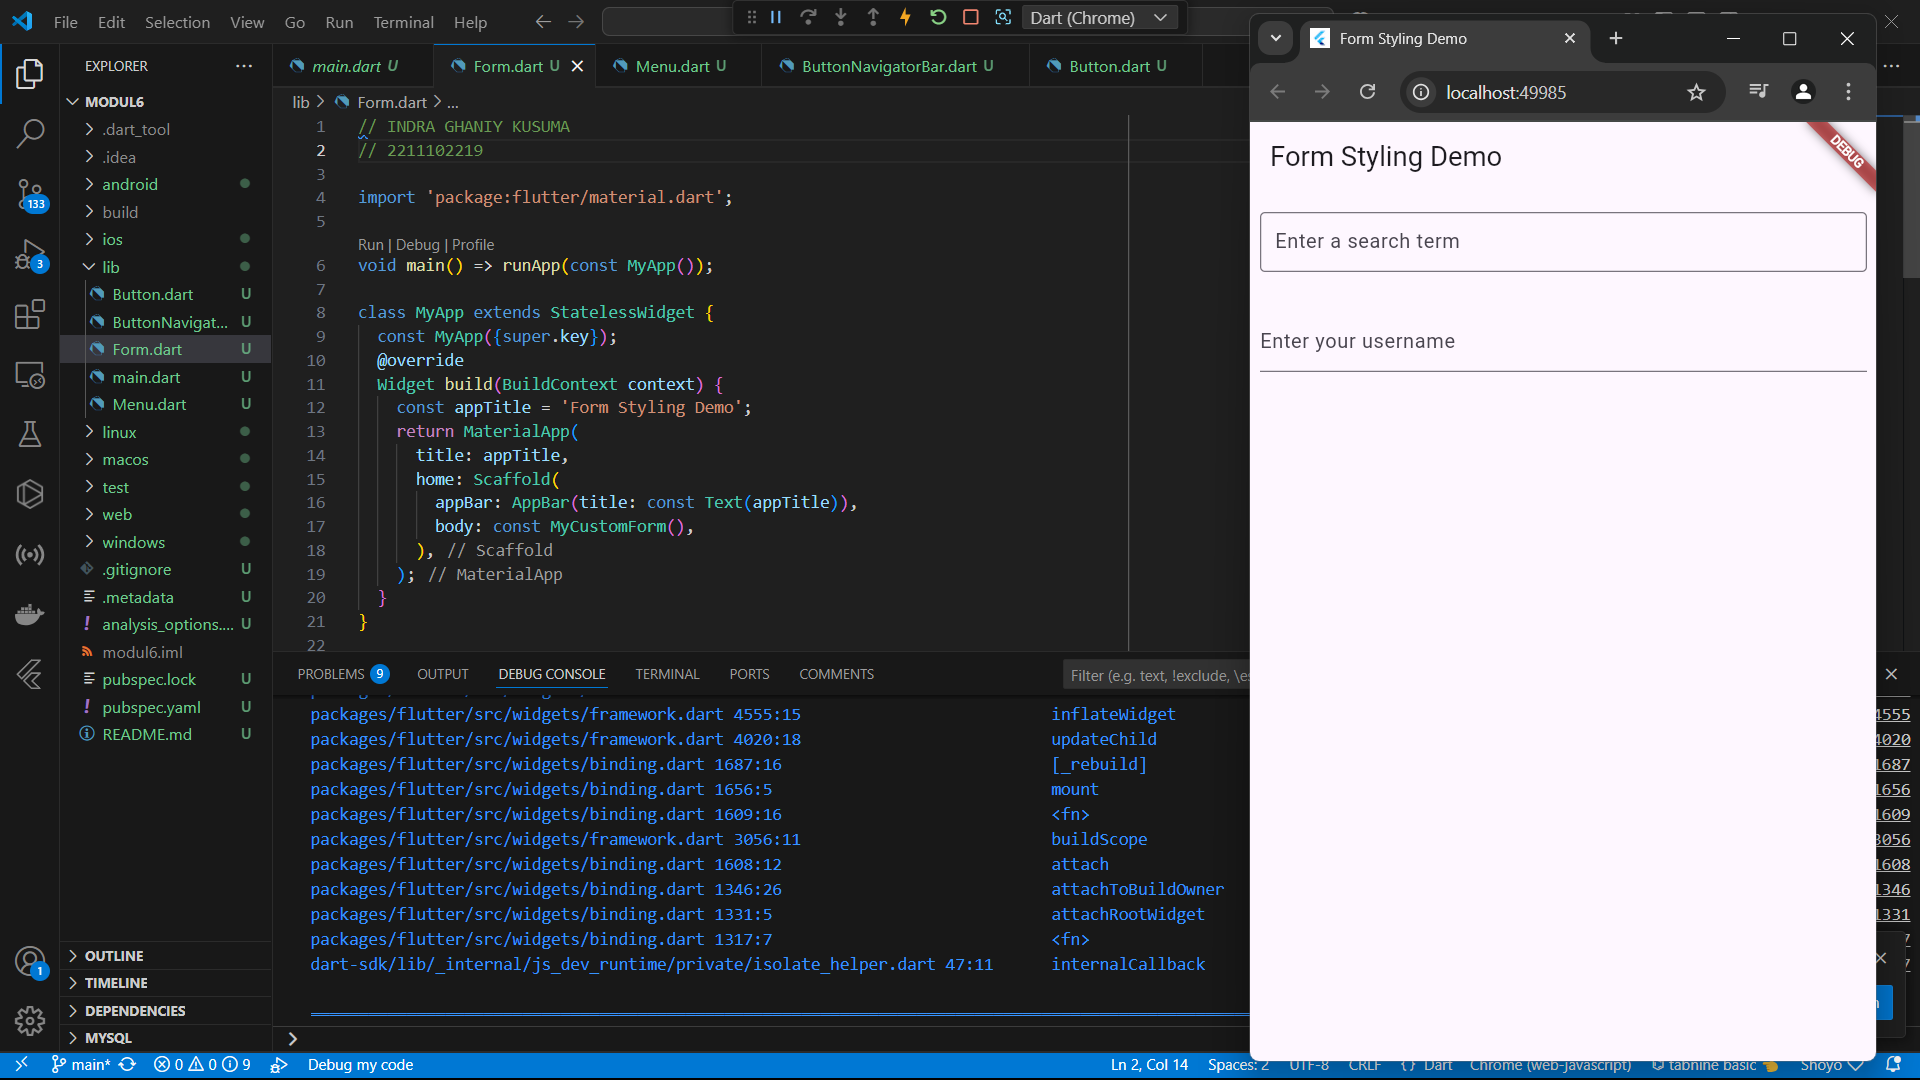 File Edit Selection View Go Run Terminal Help
Dart (Chrome)
EXPLORER
MODUL6
.dart_tool
.idea
android
build
ios
lib
Button.dart U
ButtonNavigat... U
Form.dart U
main.dart U
Menu.dart U
linux
macos
test
web
windows
.gitignore U
.metadata U
analysis_options.... U
modul6.iml
pubspec.lock U
pubspec.yaml U
README.md U
OUTLINE
TIMELINE
DEPENDENCIES
MYSQL
133
3
1
main.dart U Form.dart U Menu.dart U ButtonNavigatorBar.dart U Button.dart U
lib > Form.dart > ...
1 // INDRA GHANIY KUSUMA
2 // 2211102219
3
4 import 'package:flutter/material.dart';
5
Run | Debug | Profile
6 void main() => runApp(const MyApp());
7
8 class MyApp extends StatelessWidget {
9 const MyApp({super.key});
10 @override
11 Widget build(BuildContext context) {
12 const appTitle = 'Form Styling Demo';
13 return MaterialApp(
14 title: appTitle,
15 home: Scaffold(
16 appBar: AppBar(title: const Text(appTitle)),
17 body: const MyCustomForm(),
18 ), // Scaffold
19 ); // MaterialApp
20 }
21 }
22
PROBLEMS 9 OUTPUT DEBUG CONSOLE TERMINAL PORTS COMMENTS
Filter (e.g. text, !exclude, \es
packages/flutter/src/widgets/framework.dart 4555:15 inflateWidget 4555
packages/flutter/src/widgets/framework.dart 4020:18 updateChild 4020
packages/flutter/src/widgets/binding.dart 1687:16 [_rebuild] 1687
packages/flutter/src/widgets/binding.dart 1656:5 mount 1656
packages/flutter/src/widgets/binding.dart 1609:16 <fn> 1609
packages/flutter/src/widgets/framework.dart 3056:11 buildScope 3056
packages/flutter/src/widgets/binding.dart 1608:12 attach 1608
packages/flutter/src/widgets/binding.dart 1346:26 attachToBuildOwner 1346
packages/flutter/src/widgets/binding.dart 1331:5 attachRootWidget 1331
packages/flutter/src/widgets/binding.dart 1317:7 <fn>
dart-sdk/lib/_internal/js_dev_runtime/private/isolate_helper.dart 47:11 internalCallback
Form Styling Demo
localhost:49985
DEBUG
Form Styling Demo
Enter a search term
Enter your username
main* 0 0 9 Debug my code Ln 2, Col 14 Spaces: 2 UTF-8 CRLF {} Dart Chrome (web-javascript) tabnine basic Shoyo